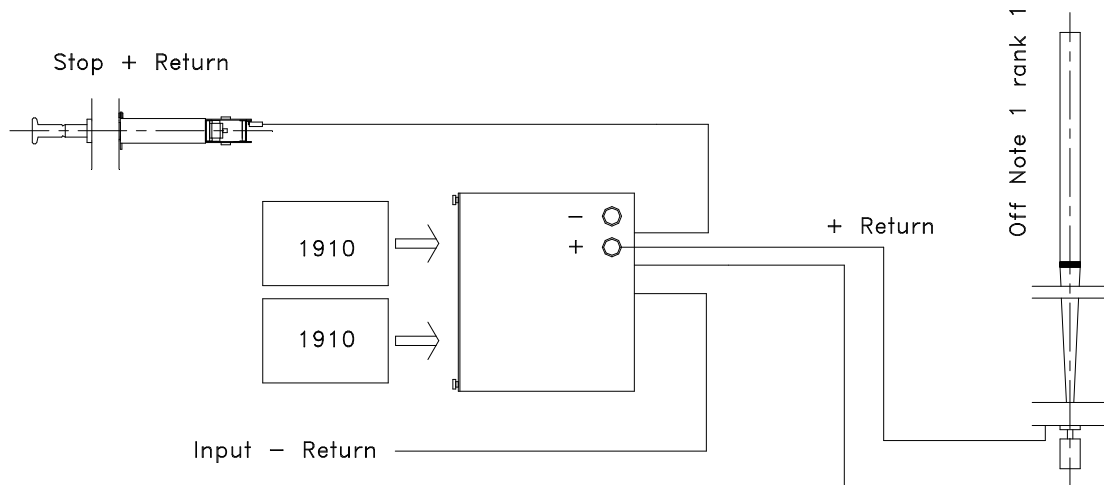 Stop + Return
Off Note 1 rank 1
-
+
+ Return
1910
1910
Input - Return